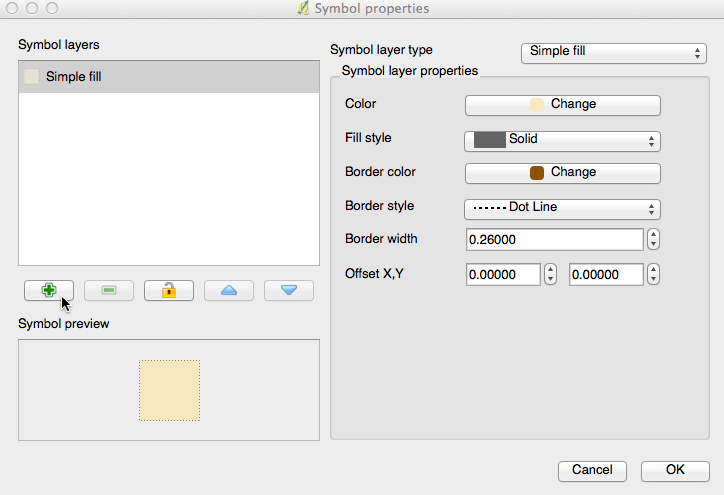 Symbol properties
Symbol layers
Simple fill
Symbol preview
Symbol layer type Simple fill
Symbol layer properties
Color Change
Fill style Solid
Border color Change
Border style Dot Line
Border width 0.26000
Offset X,Y 0.00000 0.00000
Cancel OK